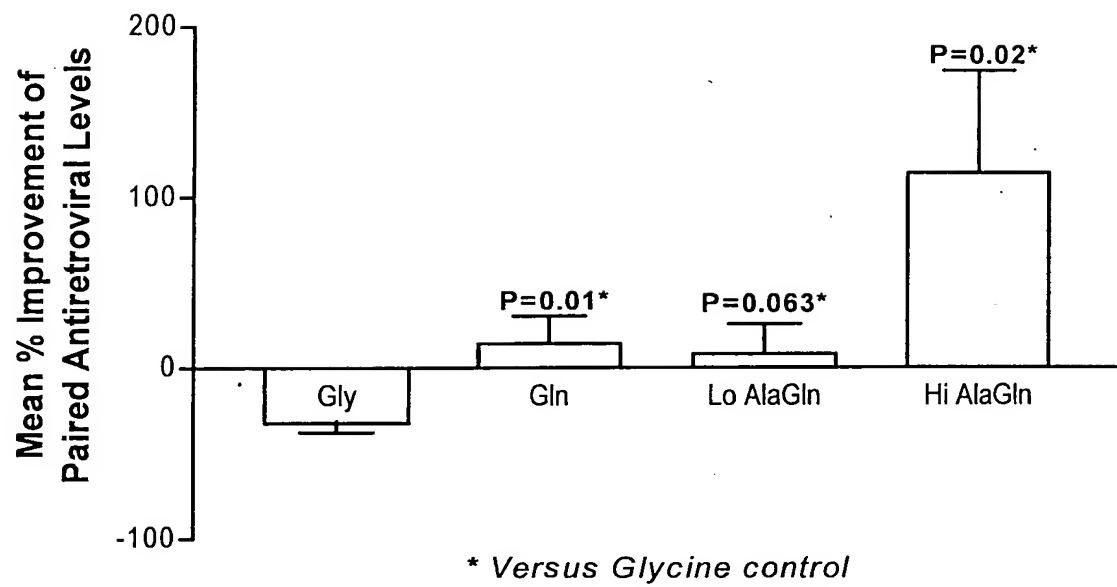 Mean % Improvement of
Paired Antiretroviral Levels
200
100
0
-100
P=0.01*
P=0.063*
P=0.02*
Gly
Gln
Lo AlaGln
Hi AlaGln
* Versus Glycine control